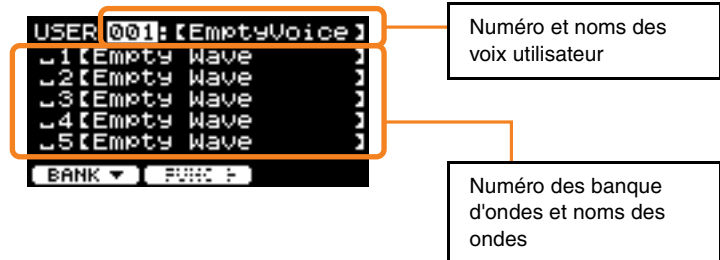 USER 001:[EmptyVoice]
␣1[Empty Wave ]
␣2[Empty Wave ]
␣3[Empty Wave ]
␣4[Empty Wave ]
␣5[Empty Wave ]
BANK ▼ FUNC ►
Numéro et noms des
voix utilisateur
Numéro des banque
d'ondes et noms des
ondes